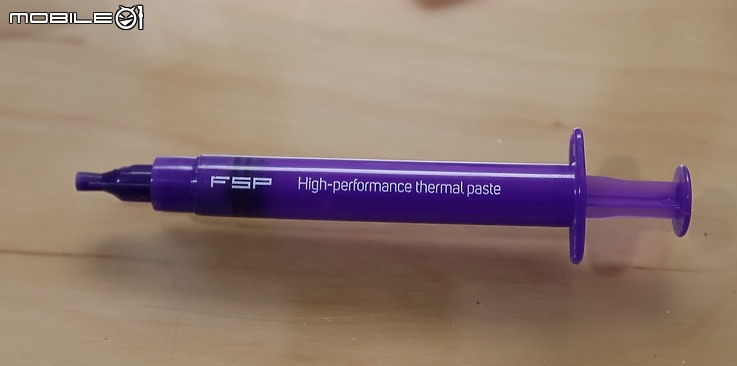 MOBILE01
FSP High-performance thermal paste